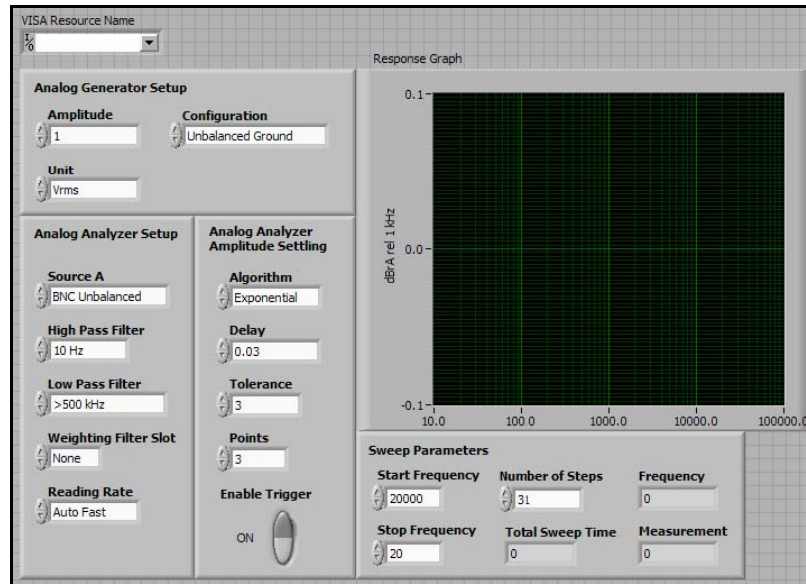 VISA Resource Name
I/O
Analog Generator Setup
Amplitude
1
Configuration
Unbalanced Ground
Unit
Vrms
Analog Analyzer Setup
Source A
BNC Unbalanced
High Pass Filter
10 Hz
Low Pass Filter
>500 kHz
Weighting Filter Slot
None
Reading Rate
Auto Fast
Analog Analyzer
Amplitude Settling
Algorithm
Exponential
Delay
0.03
Tolerance
3
Points
3
Enable Trigger
ON
Response Graph
dBrA rel 1 kHz
0.1
0.0
-0.1
10.0 100.0 1000.0 10000.0 100000.0
Sweep Parameters
Start Frequency
20000
Number of Steps
31
Frequency
0
Stop Frequency
20
Total Sweep Time
0
Measurement
0